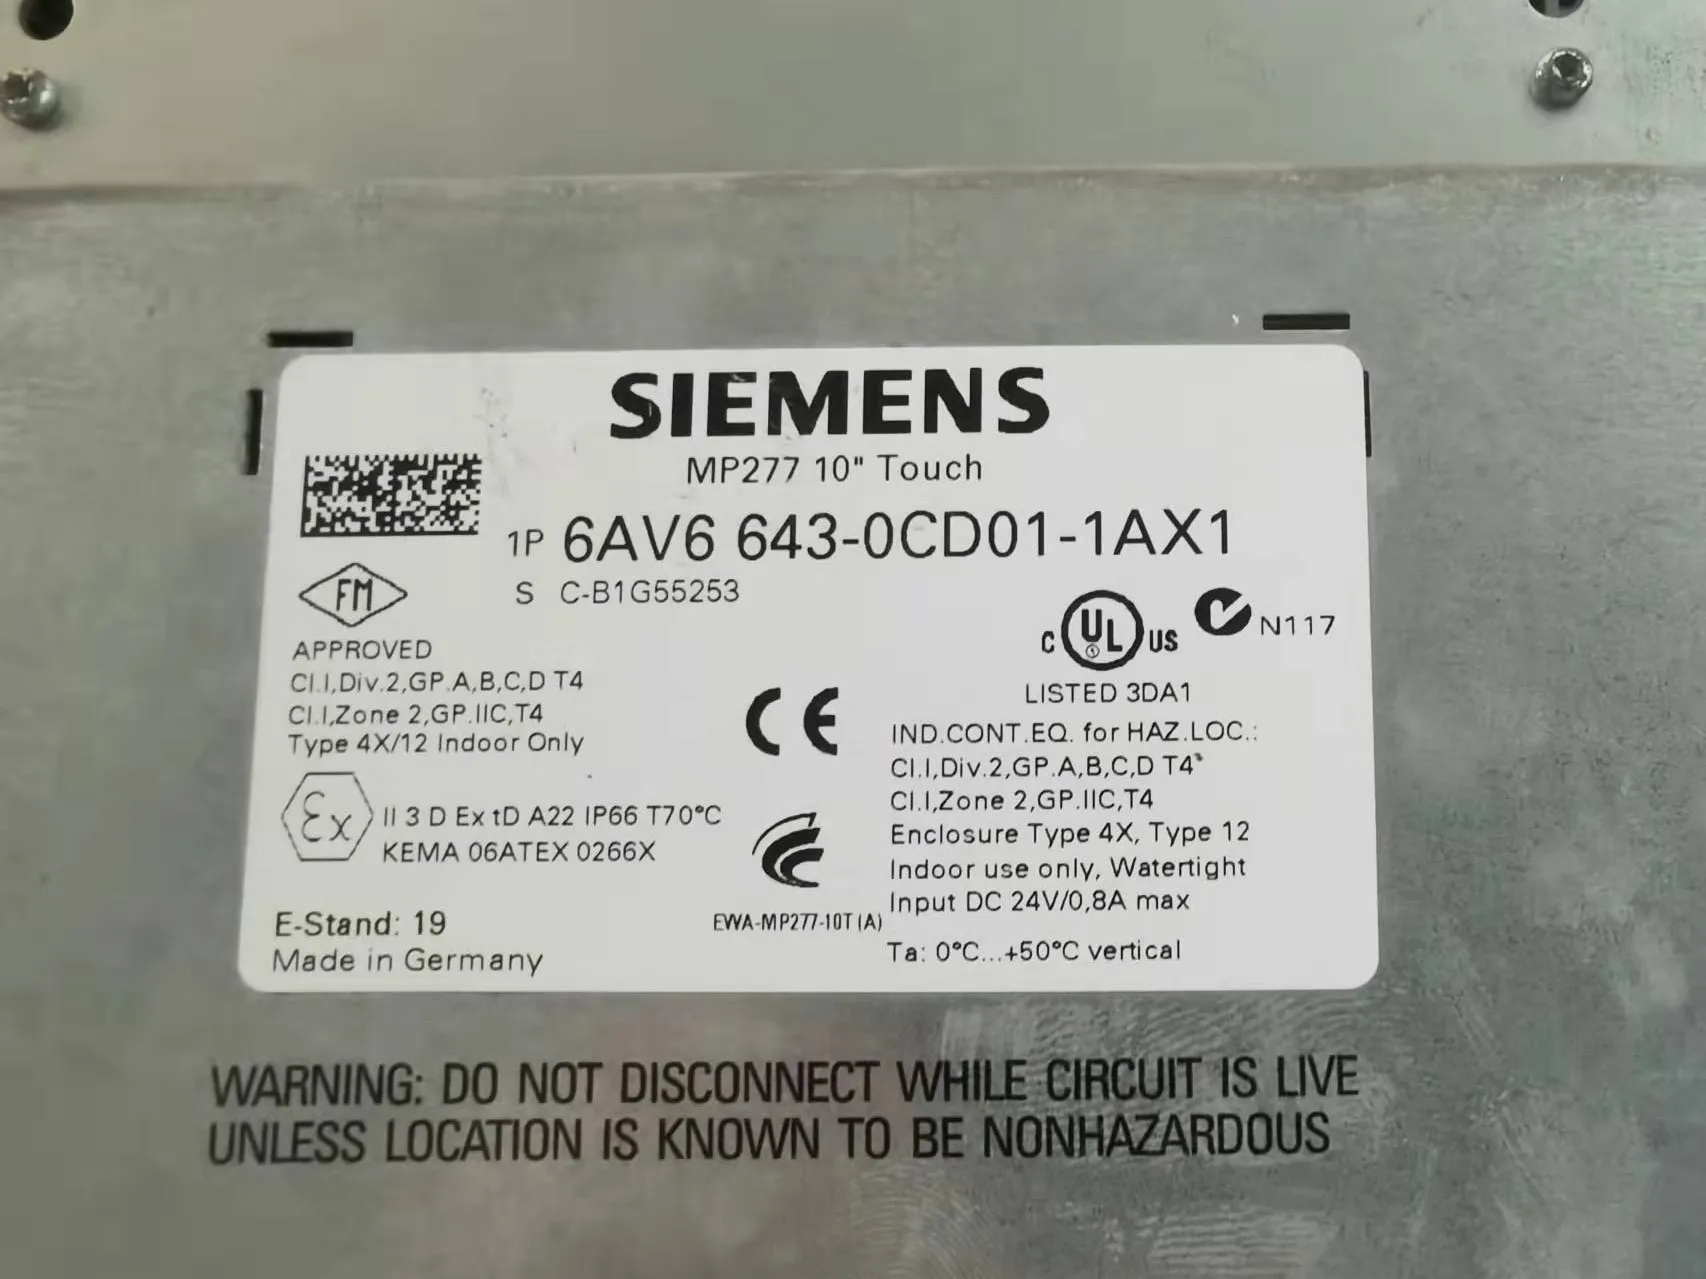 SIEMENS
MP277 10" Touch
1P 6AV6 643-0CD01-1AX1
S C-B1G55253
FM
APPROVED
Cl.I,Div.2,GP.A,B,C,D T4
Cl.I,Zone 2,GP.IIC,T4
Type 4X/12 Indoor Only
Ex II 3 D Ex tD A22 IP66 T70°C
KEMA 06ATEX 0266X
E-Stand: 19
Made in Germany
CE
EWA-MP277-10T (A)
C UL US N117
LISTED 3DA1
IND.CONT.EQ. for HAZ.LOC.:
Cl.I,Div.2,GP.A,B,C,D T4
Cl.I,Zone 2,GP.IIC,T4
Enclosure Type 4X, Type 12
Indoor use only, Watertight
Input DC 24V/0,8A max
Ta: 0°C...+50°C vertical
WARNING: DO NOT DISCONNECT WHILE CIRCUIT IS LIVE
UNLESS LOCATION IS KNOWN TO BE NONHAZARDOUS